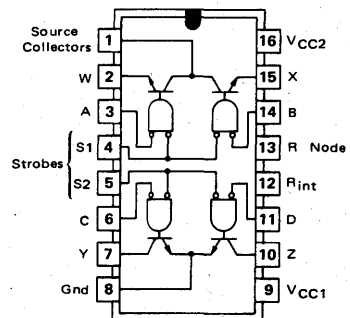 Source
Collectors 1 16 VCC2
W 2 15 X
A 3 14 B
S1 4 13 R Node
Strobes
S2 5 12 Rint
C 6 11 D
Y 7 10 Z
Gnd 8 9 VCC1